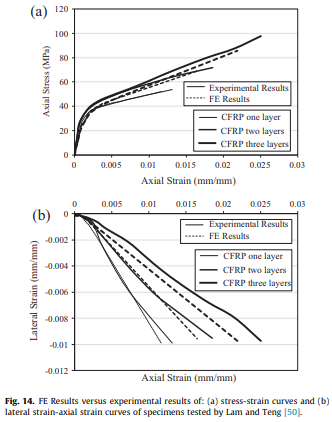 (a)
120
100
80
60
40
20
0
Axial Stress (MPa)
Experimental Results
FE Results
CFRP one layer
CFRP two layers
CFRP three layers
0 0.005 0.01 0.015 0.02 0.025 0.03
Axial Strain (mm/mm)
(b)
0 0.005 0.01 0.015 0.02 0.025 0.03
0
-0.002
-0.004
-0.006
-0.008
-0.01
-0.012
Lateral Strain (mm/mm)
Experimental Results
FE Results
CFRP one layer
CFRP two layers
CFRP three layers
Axial Strain (mm/mm)
Fig. 14. FE Results versus experimental results of: (a) stress-strain curves and (b)
lateral strain-axial strain curves of specimens tested by Lam and Teng [50].